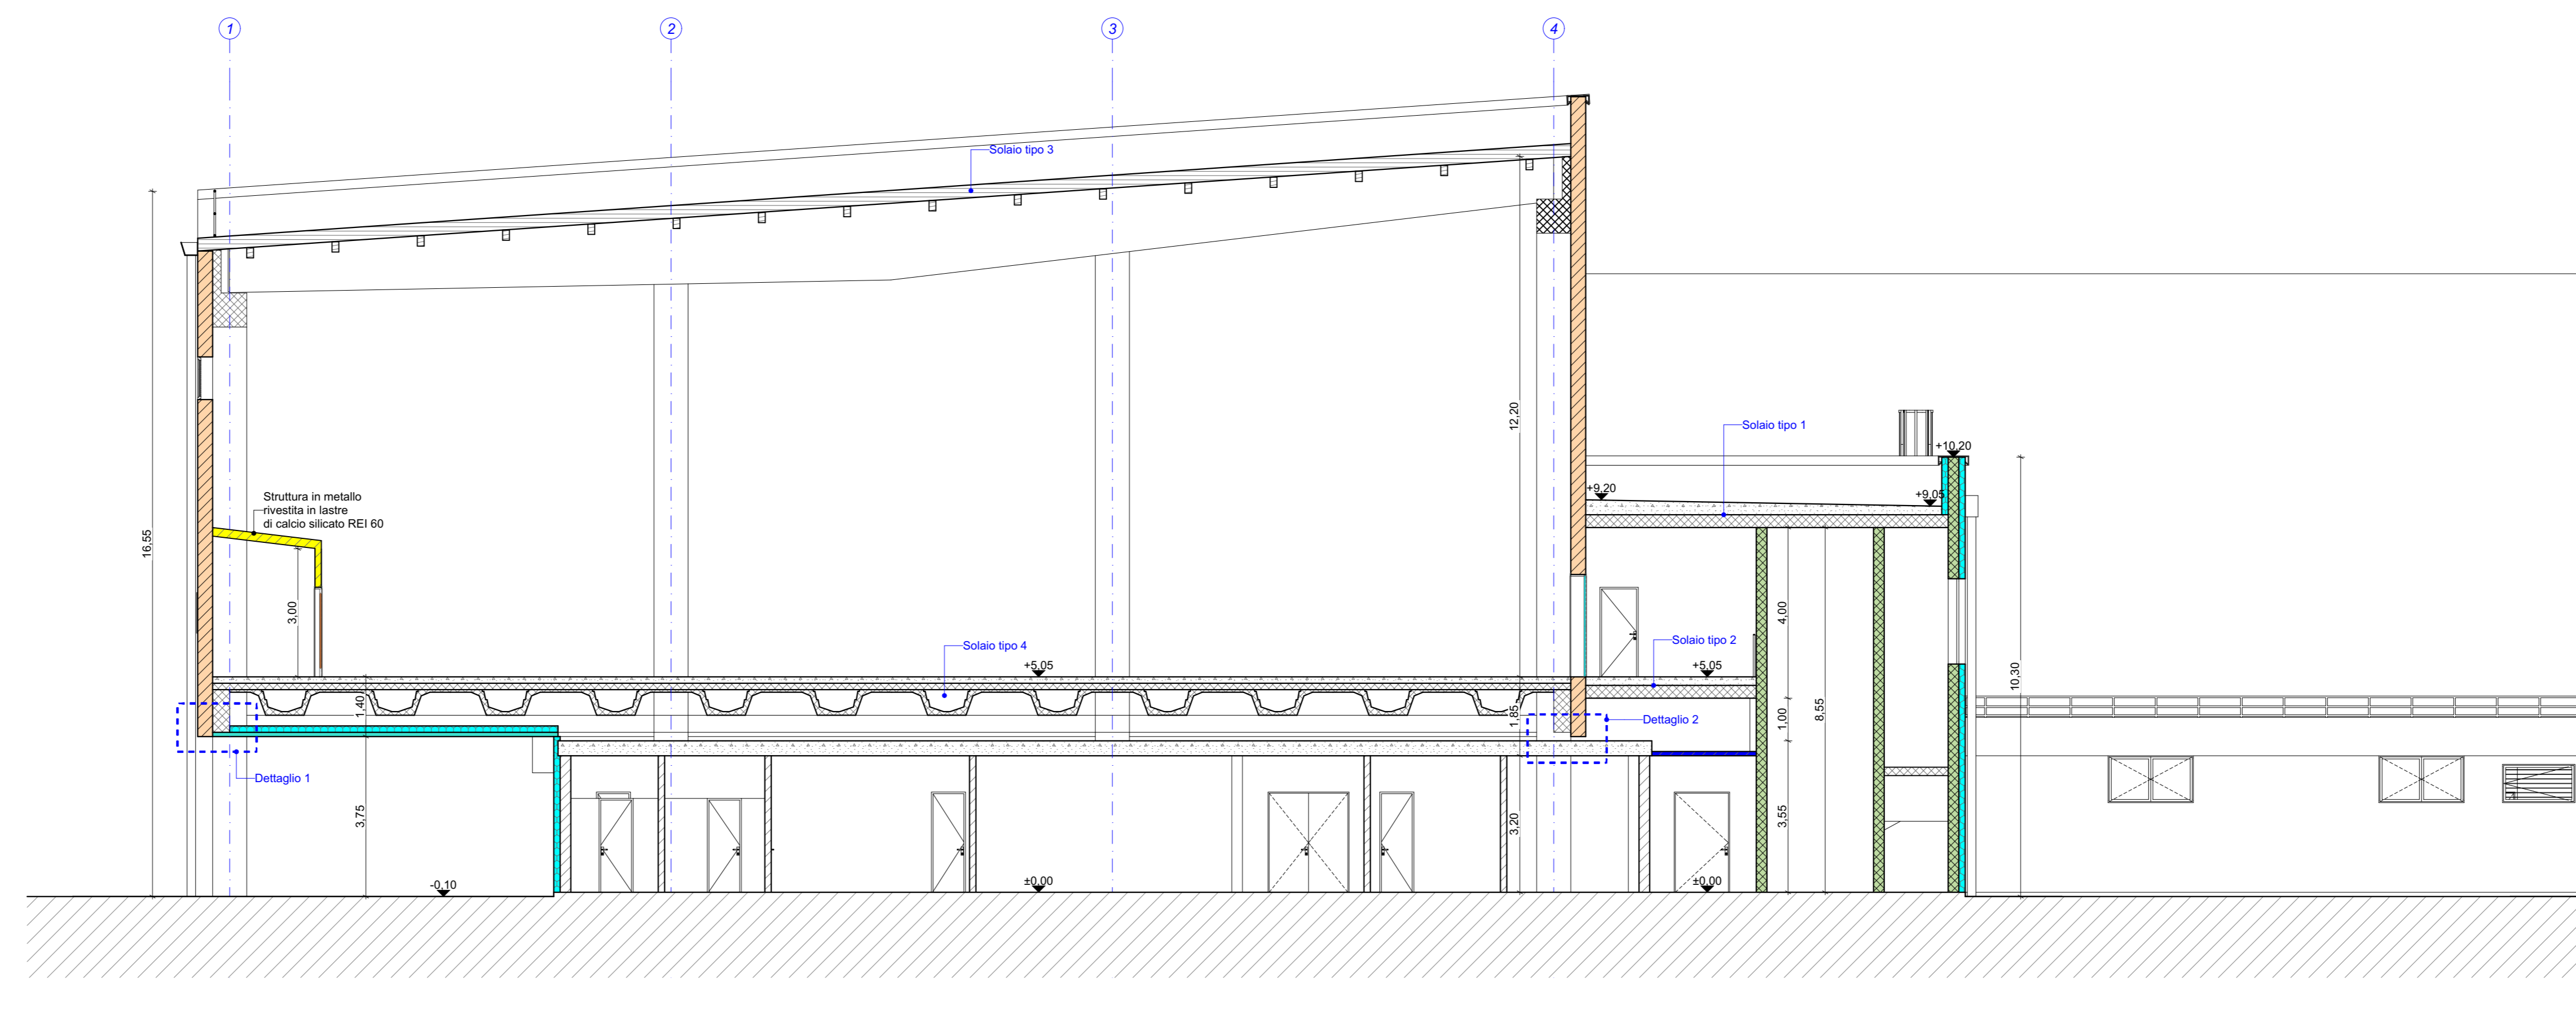 1
2
3
4
Solaio tipo 3
16,55
12,20
Solaio tipo 1
+10,20
+9,20
+9,05
Struttura in metallo
rivestita in lastre
di calcio silicato REI 60
3,00
4,00
Solaio tipo 4
+5,05
Solaio tipo 2
+5,05
1,40
1,85
1,00
8,55
10,30
Dettaglio 2
Dettaglio 1
3,75
3,20
3,55
-0,10
±0,00
±0,00